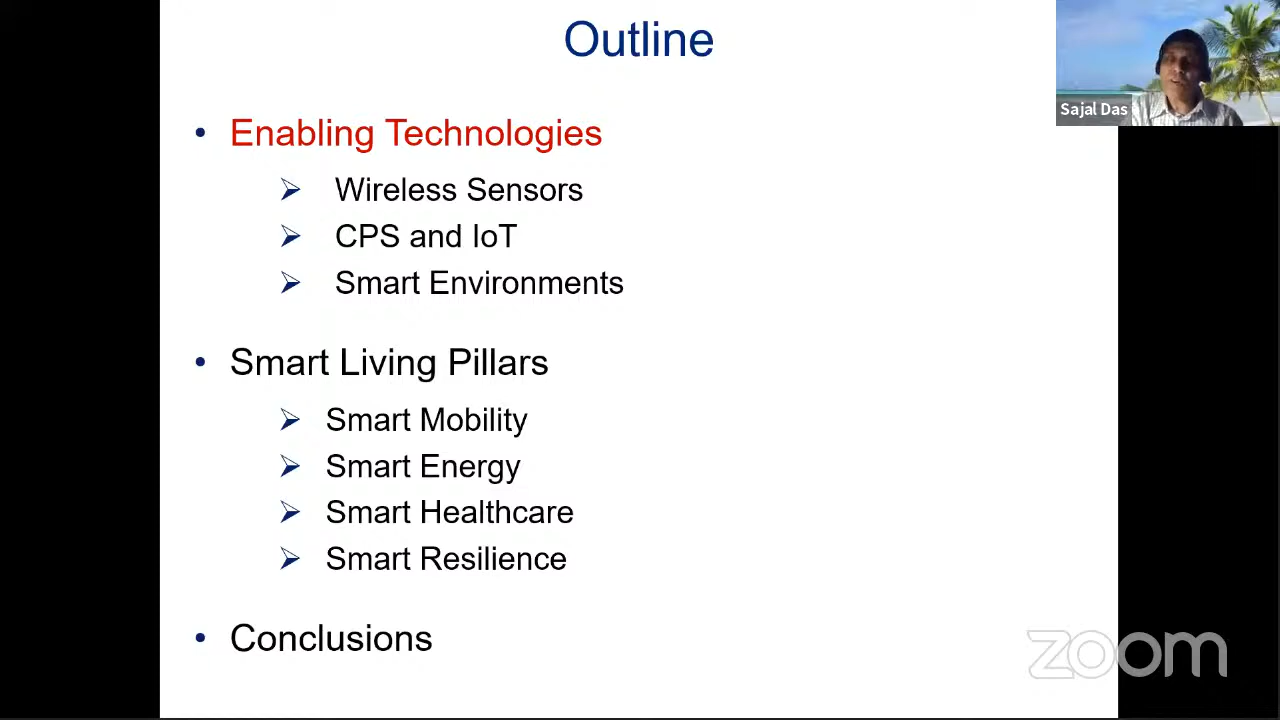 Outline
Sajal Das
• Enabling Technologies
➢ Wireless Sensors
➢ CPS and IoT
➢ Smart Environments
• Smart Living Pillars
➢ Smart Mobility
➢ Smart Energy
➢ Smart Healthcare
➢ Smart Resilience
• Conclusions
zoom